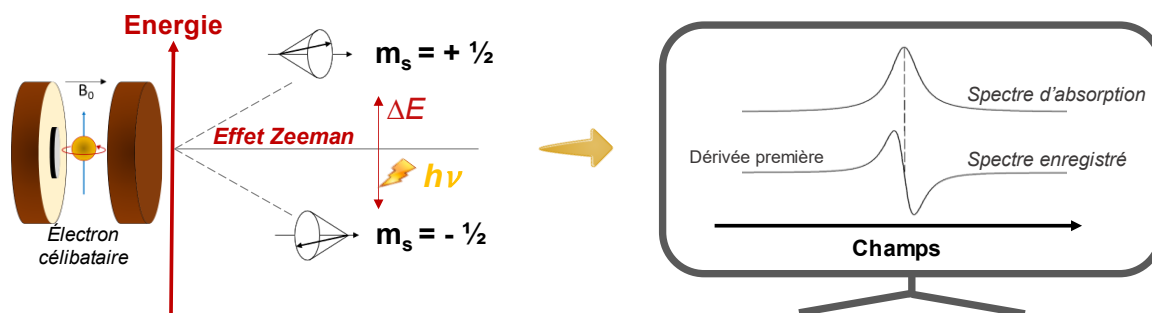 Energie
B0
Électron
célibataire
Effet Zeeman
ms = + ½
ΔE
hν
ms = - ½
Spectre d'absorption
Dérivée première
Spectre enregistré
Champs